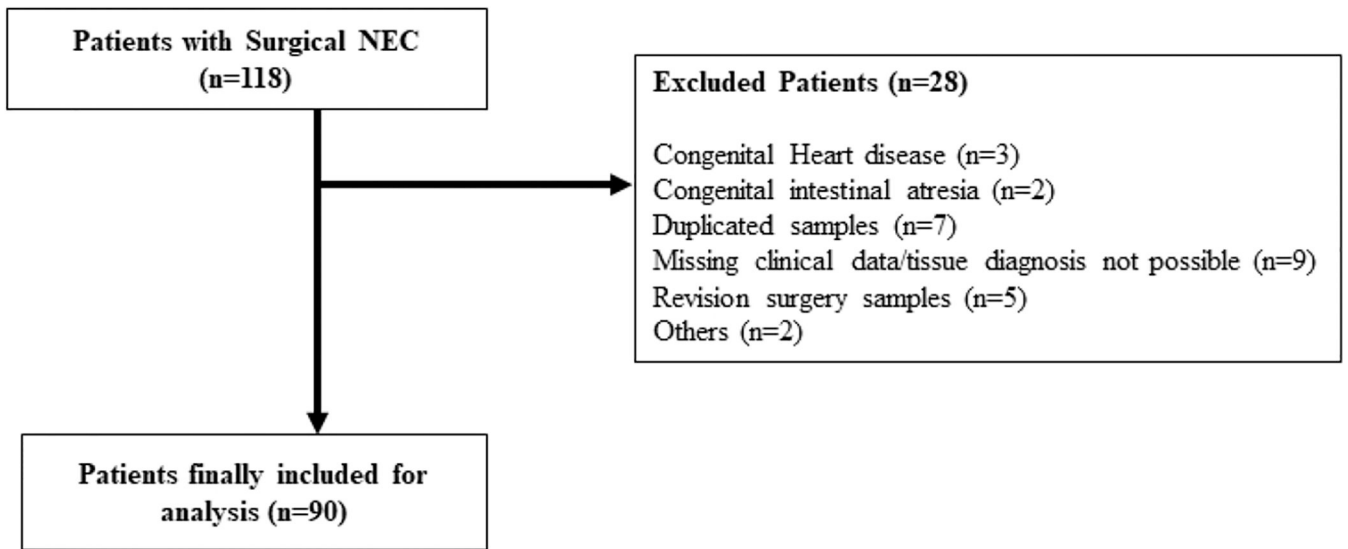 Patients with Surgical NEC
(n=118)
Excluded Patients (n=28)
Congenital Heart disease (n=3)
Congenital intestinal atresia (n=2)
Duplicated samples (n=7)
Missing clinical data/tissue diagnosis not possible (n=9)
Revision surgery samples (n=5)
Others (n=2)
Patients finally included for
analysis (n=90)